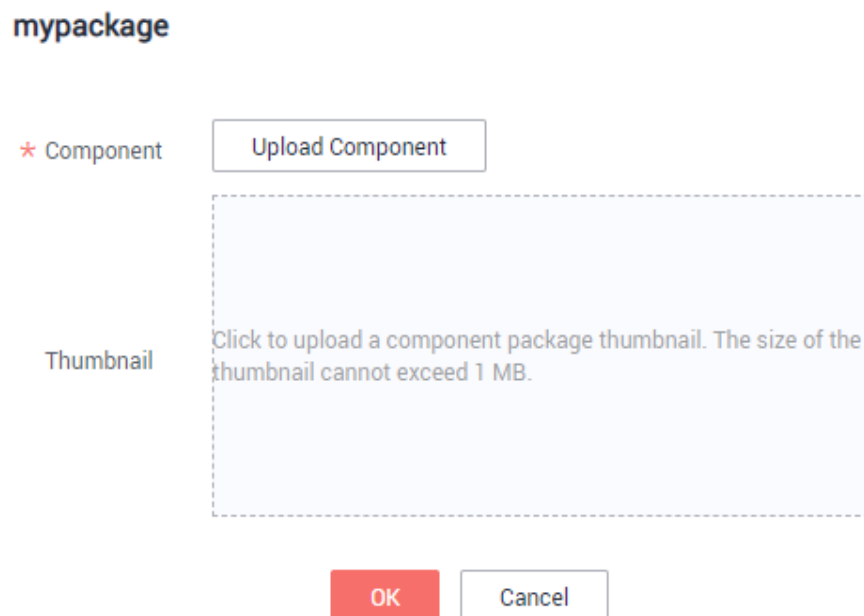 mypackage
* Component
Upload Component
Thumbnail
Click to upload a component package thumbnail. The size of the
thumbnail cannot exceed 1 MB.
OK
Cancel